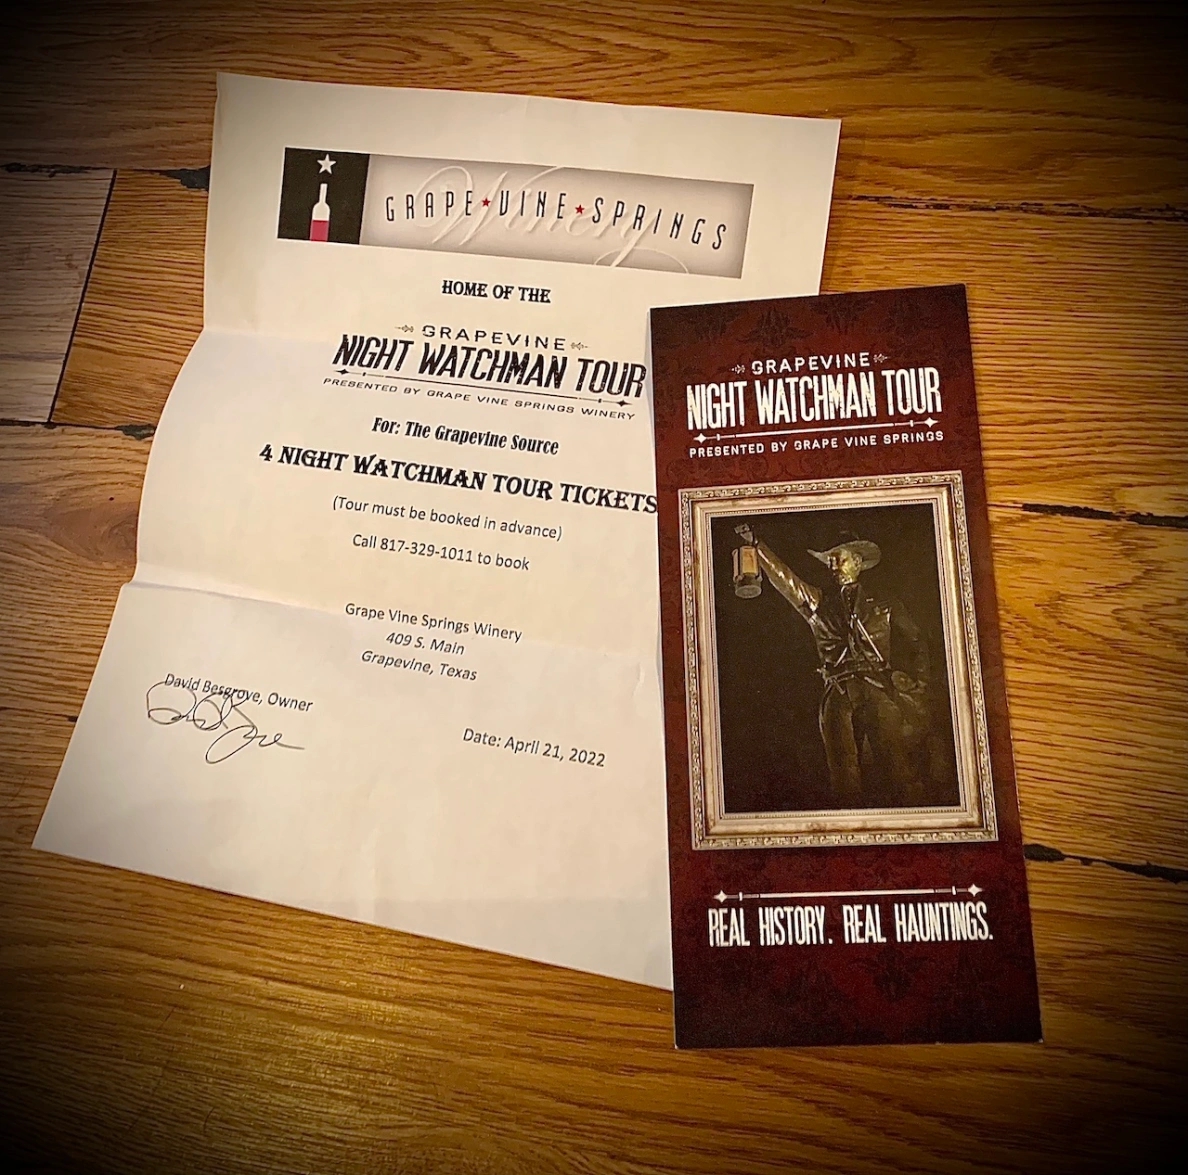 GRAPE★VINE★SPRINGS
Winery
HOME OF THE
GRAPEVINE
NIGHT WATCHMAN TOUR
PRESENTED BY GRAPE VINE SPRINGS WINERY
For: The Grapevine Source
4 NIGHT WATCHMAN TOUR TICKETS
(Tour must be booked in advance)
Call 817-329-1011 to book
Grape Vine Springs Winery
409 S. Main
Grapevine, Texas
David Besgrove, Owner
Date: April 21, 2022
GRAPEVINE
NIGHT WATCHMAN TOUR
PRESENTED BY GRAPE VINE SPRINGS
REAL HISTORY. REAL HAUNTINGS.